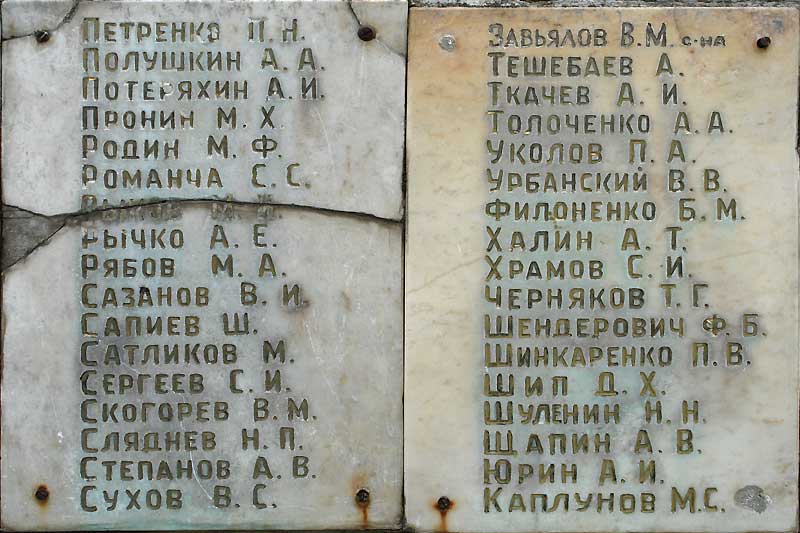 Петренко П. Н.
Полушкин А. А.
Потеряхин А. И.
Пронин М. Х.
Родин М. Ф.
Романча С. С.
Рычко А. Е.
Рябов М. А.
Сазанов В. И.
Сапиев Ш.
Сатликов М.
Сергеев С. И.
Скогорев В. М.
Сляднев Н. П.
Степанов А. В.
Сухов В. С.
Завьялов В. М. с-на
Тешебаев А.
Ткачев А. И.
Толоченко А. А.
Уколов П. А.
Урбанский В. В.
Филоненко Б. М.
Халин А. Т.
Храмов С. И.
Черняков Т. Г.
Шендерович Ф. Б.
Шинкаренко П. В.
Шип Д. Х.
Шуленин Н. Н.
Щапин А. В.
Юрин А. И.
Каплунов М. С.